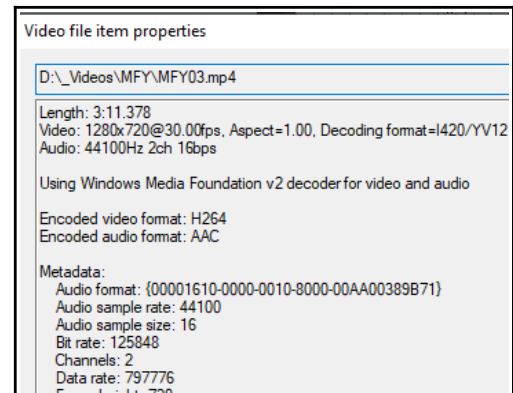 Video file item properties
D:\_Videos\MFY\MFY03.mp4
Length: 3:11.378
Video: 1280x720@30.00fps, Aspect=1.00, Decoding format=I420/YV12
Audio: 44100Hz 2ch 16bps
Using Windows Media Foundation v2 decoder for video and audio
Encoded video format: H264
Encoded audio format: AAC
Metadata:
Audio format: {00001610-0000-0010-8000-00AA00389B71}
Audio sample rate: 44100
Audio sample size: 16
Bit rate: 125848
Channels: 2
Data rate: 797776